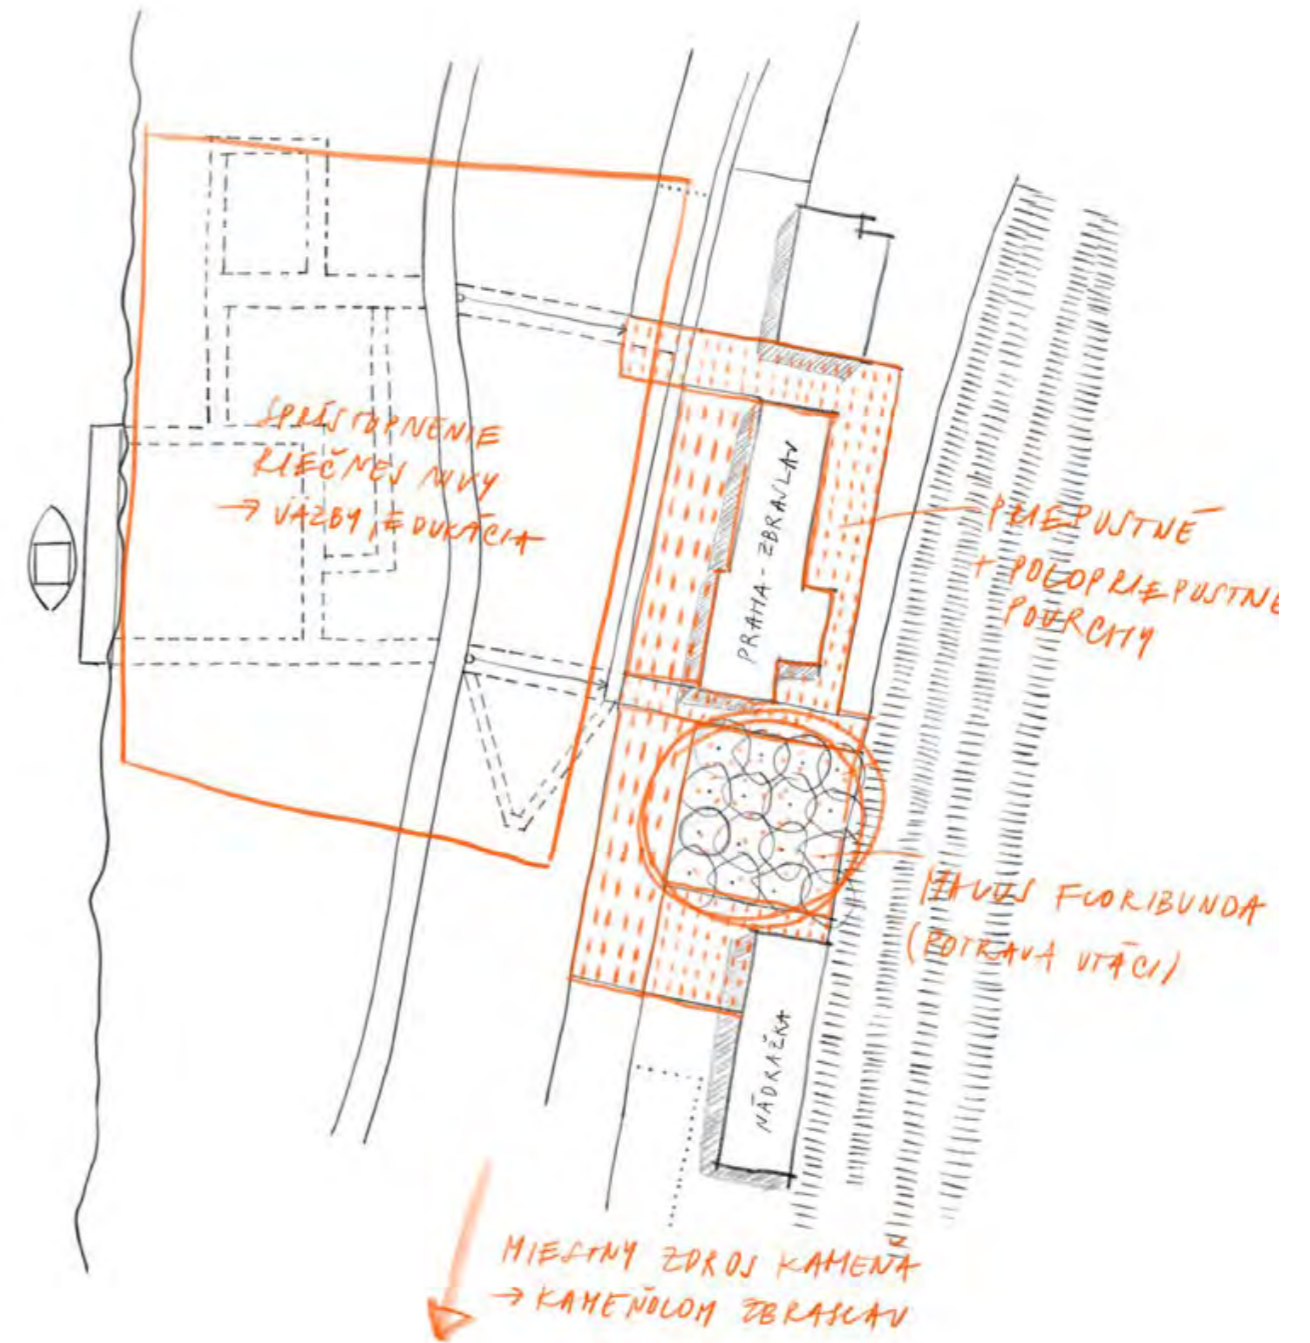 SPRÍSTUPNENIE
RIEČNEJ NIVY
→ VÄZBY, EDUKÁCIA
PRAHA-ZBRASLAV
PRIEPUSTNÉ
+ POLOPRIEPUSTNÉ
POVRCHY
MALUS FLORIBUNDA
(POTRAVA VTÁCI)
NÁDRAŽKA
MIESTNY ZDROJ KAMEŇA
→ KAMEŇOLOM ZBRASLAV